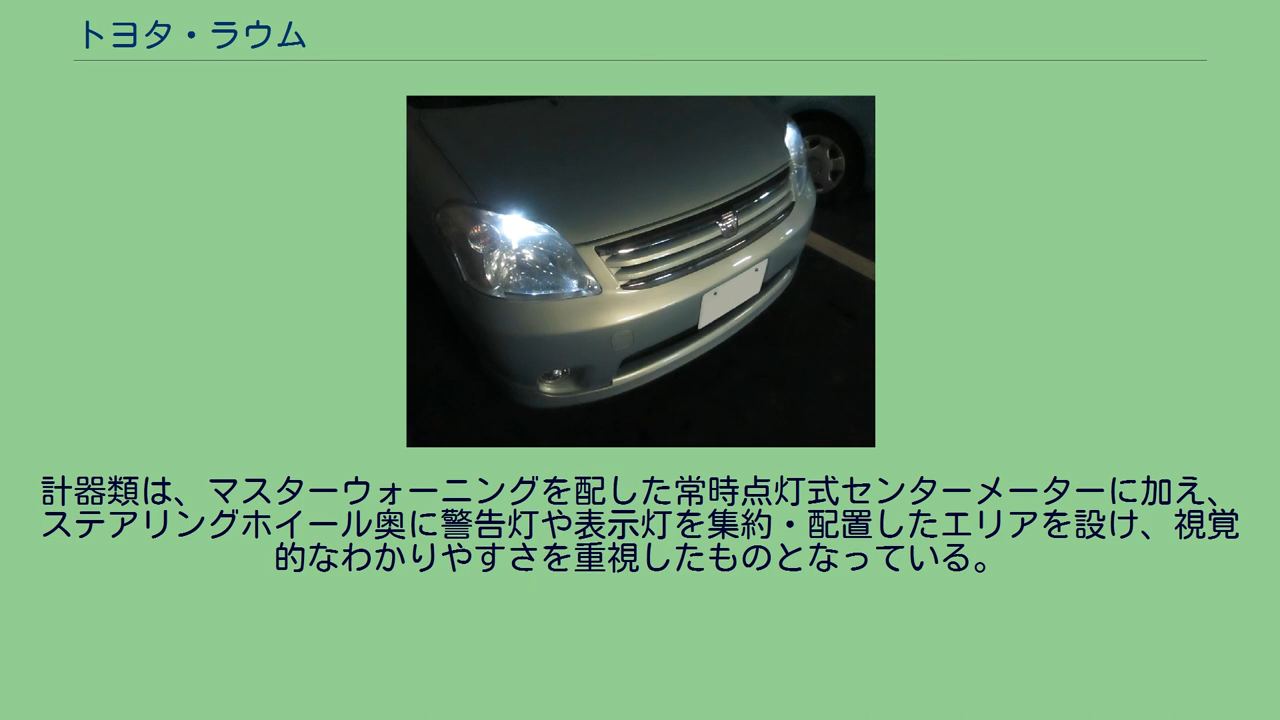 トヨタ・ラウム
計器類は、マスターウォーニングを配した常時点灯式センターメーターに加え、
ステアリングホイール奥に警告灯や表示灯を集約・配置したエリアを設け、視覚
的なわかりやすさを重視したものとなっている。